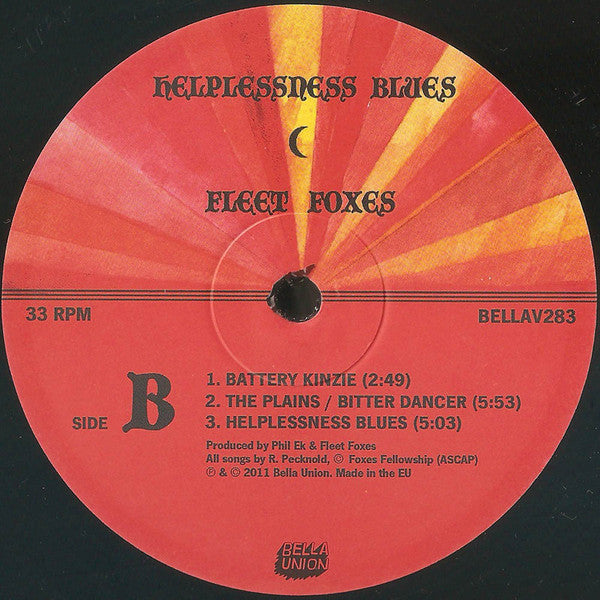 HELPLESSNESS BLUES
FLEET FOXES
33 RPM
BELLAV283
SIDE B
1. BATTERY KINZIE (2:49)
2. THE PLAINS / BITTER DANCER (5:53)
3. HELPLESSNESS BLUES (5:03)
Produced by Phil Ek & Fleet Foxes
All songs by R. Pecknold, © Foxes Fellowship (ASCAP)
℗ & © 2011 Bella Union. Made in the EU
BELLA
UNION